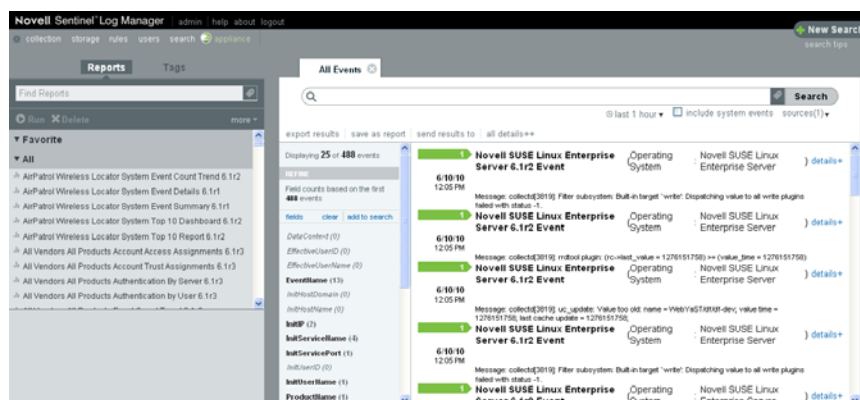 Novell Sentinel™ Log Manager admin help about logout
collection storage rules users search appliance
New Search
search tips
Reports Tags
All Events
Find Reports
Search
last 1 hour include system events sources(1)
Run Delete more
export results save as report send results to all details++
Favorite
All
AirPatrol Wireless Locator System Event Count Trend 6.1r2
AirPatrol Wireless Locator System Event Details 6.1r1
AirPatrol Wireless Locator System Event Summary 6.1r1
AirPatrol Wireless Locator System Top 10 Dashboard 6.1r2
AirPatrol Wireless Locator System Top 10 Report 6.1r2
All Vendors All Products Account Access Assignments 6.1r3
All Vendors All Products Account Trust Assignments 6.1r3
All Vendors All Products Authentication By Server 6.1r3
All Vendors All Products Authentication by User 6.1r3
Displaying 25 of 488 events
REFINE
Field counts based on the first
488 events
fields clear add to search
DataContent (0)
EffectiveUserID (0)
EffectiveUserName (0)
EventName (13)
InitHostDomain (0)
InitHostName (0)
InitIP (2)
InitServiceName (4)
InitServicePort (1)
InitUserID (0)
InitUserName (1)
ProductName (1)
1 Novell SUSE Linux Enterprise (Operating : Novell SUSE Linux ) details+
Server 6.1r2 Event System Enterprise Server
6/10/10
12:05 PM
Message: collectd[3819]: Filter subsystem: Built-in target `write': Dispatching value to all write plugins
failed with status -1.
1 Novell SUSE Linux Enterprise (Operating : Novell SUSE Linux ) details+
Server 6.1r2 Event System Enterprise Server
6/10/10
12:05 PM
Message: collectd[3819]: rrdtool plugin: (rc->last_value = 1276151758) >= (value_time = 1276151758)
1 Novell SUSE Linux Enterprise (Operating : Novell SUSE Linux ) details+
Server 6.1r2 Event System Enterprise Server
6/10/10
12:05 PM
Message: collectd[3819]: uc_update: Value too old: name = WebYaST/df/df-dev; value time =
1276151758; last cache update = 1276151758;
1 Novell SUSE Linux Enterprise (Operating : Novell SUSE Linux ) details+
Server 6.1r2 Event System Enterprise Server
6/10/10
12:05 PM
Message: collectd[3819]: Filter subsystem: Built-in target `write': Dispatching value to all write plugins
failed with status -1.
1 Novell SUSE Linux Enterprise (Operating : Novell SUSE Linux ) details+